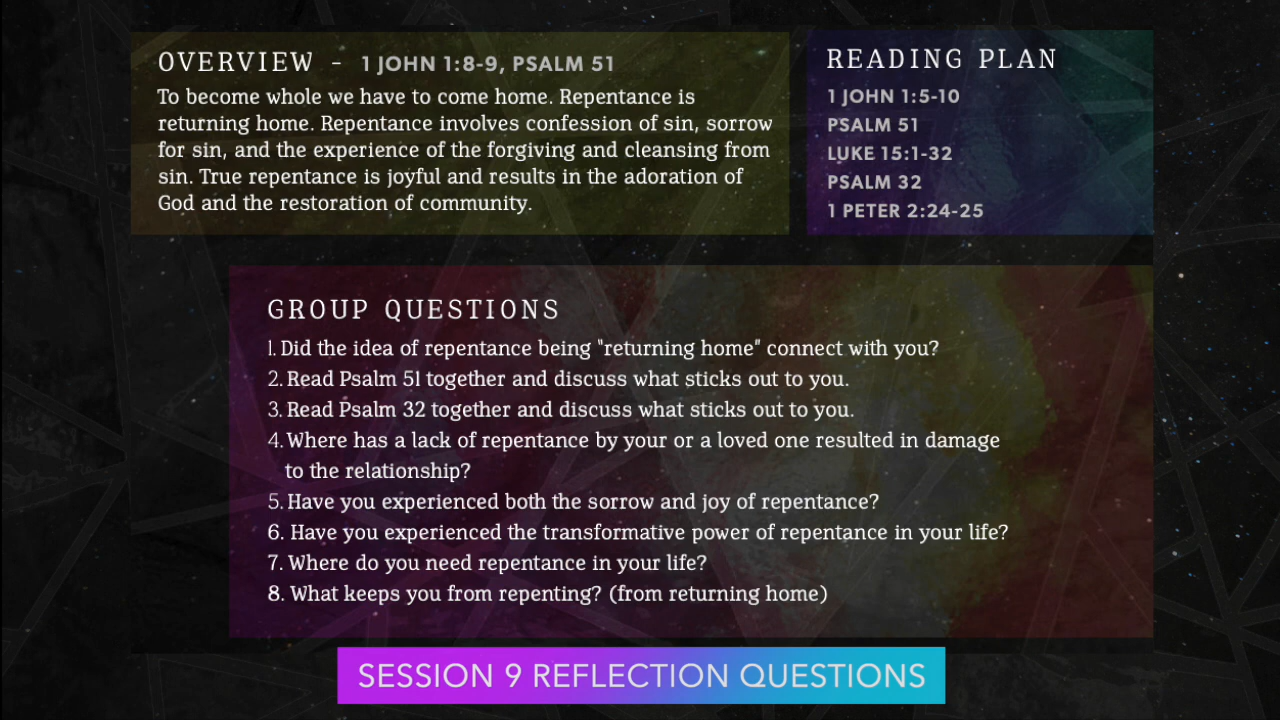 OVERVIEW - 1 JOHN 1:8-9, PSALM 51
To become whole we have to come home. Repentance is
returning home. Repentance involves confession of sin, sorrow
for sin, and the experience of the forgiving and cleansing from
sin. True repentance is joyful and results in the adoration of
God and the restoration of community.
READING PLAN
1 JOHN 1:5-10
PSALM 51
LUKE 15:1-32
PSALM 32
1 PETER 2:24-25
GROUP QUESTIONS
1. Did the idea of repentance being "returning home" connect with you?
2. Read Psalm 51 together and discuss what sticks out to you.
3. Read Psalm 32 together and discuss what sticks out to you.
4. Where has a lack of repentance by your or a loved one resulted in damage
to the relationship?
5. Have you experienced both the sorrow and joy of repentance?
6. Have you experienced the transformative power of repentance in your life?
7. Where do you need repentance in your life?
8. What keeps you from repenting? (from returning home)
SESSION 9 REFLECTION QUESTIONS